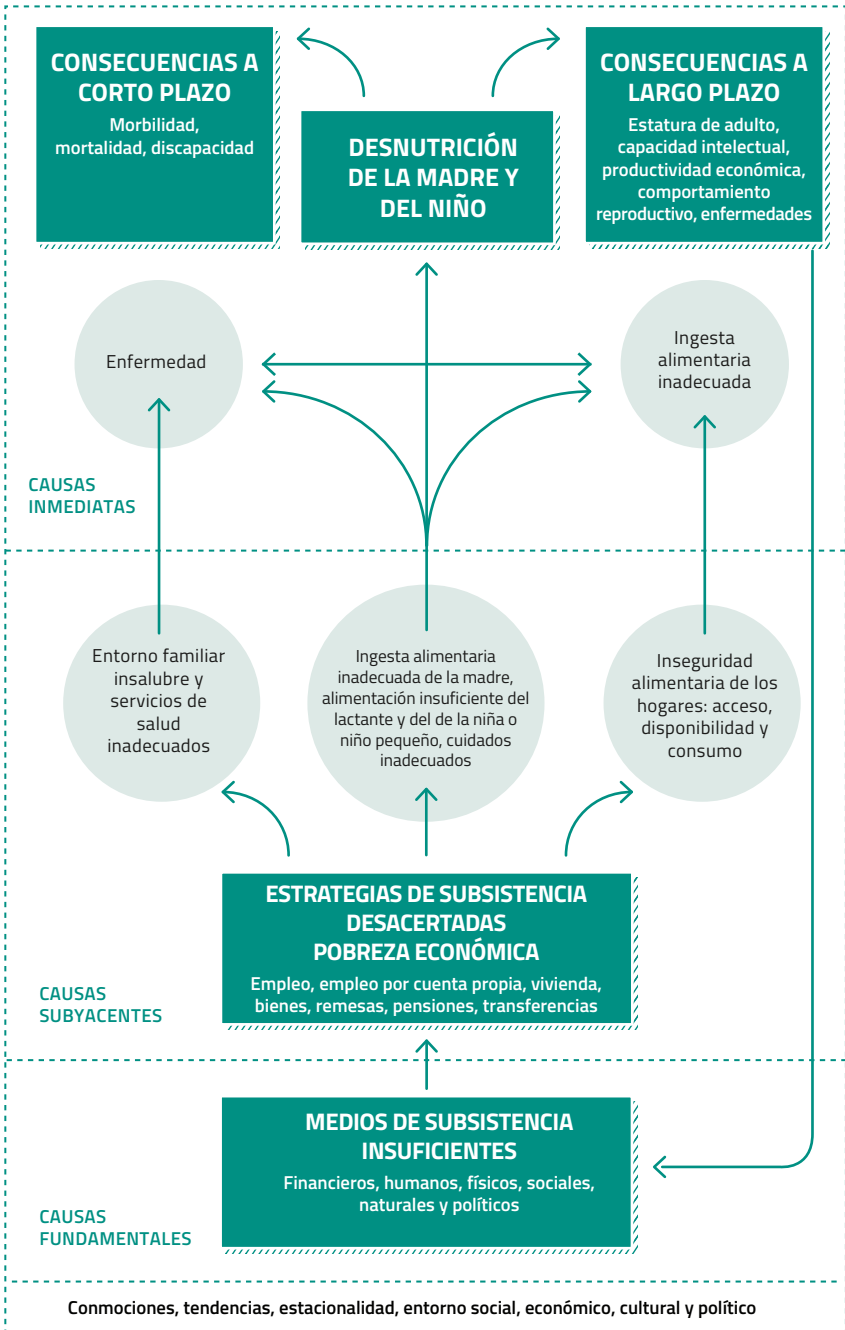 CONSECUENCIAS A
CORTO PLAZO
Morbilidad,
mortalidad, discapacidad
DESNUTRICIÓN
DE LA MADRE Y
DEL NIÑO
CONSECUENCIAS A
LARGO PLAZO
Estatura de adulto,
capacidad intelectual,
productividad económica,
comportamiento
reproductivo, enfermedades
Enfermedad
Ingesta
alimentaria
inadecuada
CAUSAS
INMEDIATAS
Entorno familiar
insalubre y
servicios de
salud
inadecuados
Ingesta alimentaria
inadecuada de la madre,
alimentación insuficiente del
lactante y del de la niña o
niño pequeño, cuidados
inadecuados
Inseguridad
alimentaria de los
hogares: acceso,
disponibilidad y
consumo
ESTRATEGIAS DE SUBSISTENCIA
DESACERTADAS
POBREZA ECONÓMICA
Empleo, empleo por cuenta propia, vivienda,
bienes, remesas, pensiones, transferencias
CAUSAS
SUBYACENTES
MEDIOS DE SUBSISTENCIA
INSUFICIENTES
Financieros, humanos, físicos, sociales,
naturales y políticos
CAUSAS
FUNDAMENTALES
Conmociones, tendencias, estacionalidad, entorno social, económico, cultural y político